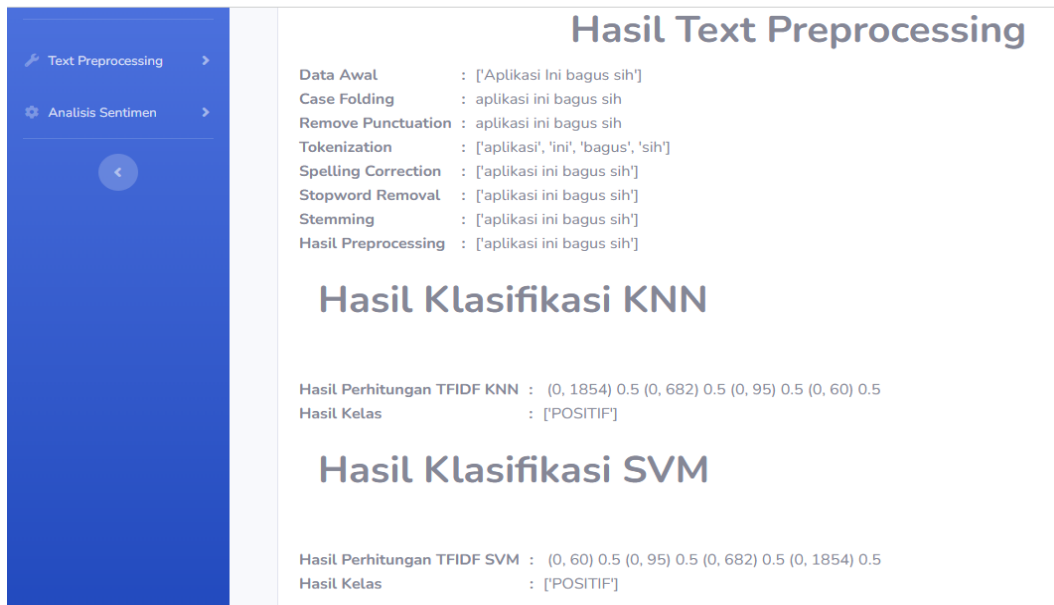 Hasil Text Preprocessing
Text Preprocessing
Analisis Sentimen
Data Awal : ['Aplikasi Ini bagus sih']
Case Folding : aplikasi ini bagus sih
Remove Punctuation : aplikasi ini bagus sih
Tokenization : ['aplikasi', 'ini', 'bagus', 'sih']
Spelling Correction : ['aplikasi ini bagus sih']
Stopword Removal : ['aplikasi ini bagus sih']
Stemming : ['aplikasi ini bagus sih']
Hasil Preprocessing : ['aplikasi ini bagus sih']
Hasil Klasifikasi KNN
Hasil Perhitungan TFIDF KNN : (0, 1854) 0.5 (0, 682) 0.5 (0, 95) 0.5 (0, 60) 0.5
Hasil Kelas : ['POSITIF']
Hasil Klasifikasi SVM
Hasil Perhitungan TFIDF SVM : (0, 60) 0.5 (0, 95) 0.5 (0, 682) 0.5 (0, 1854) 0.5
Hasil Kelas : ['POSITIF']